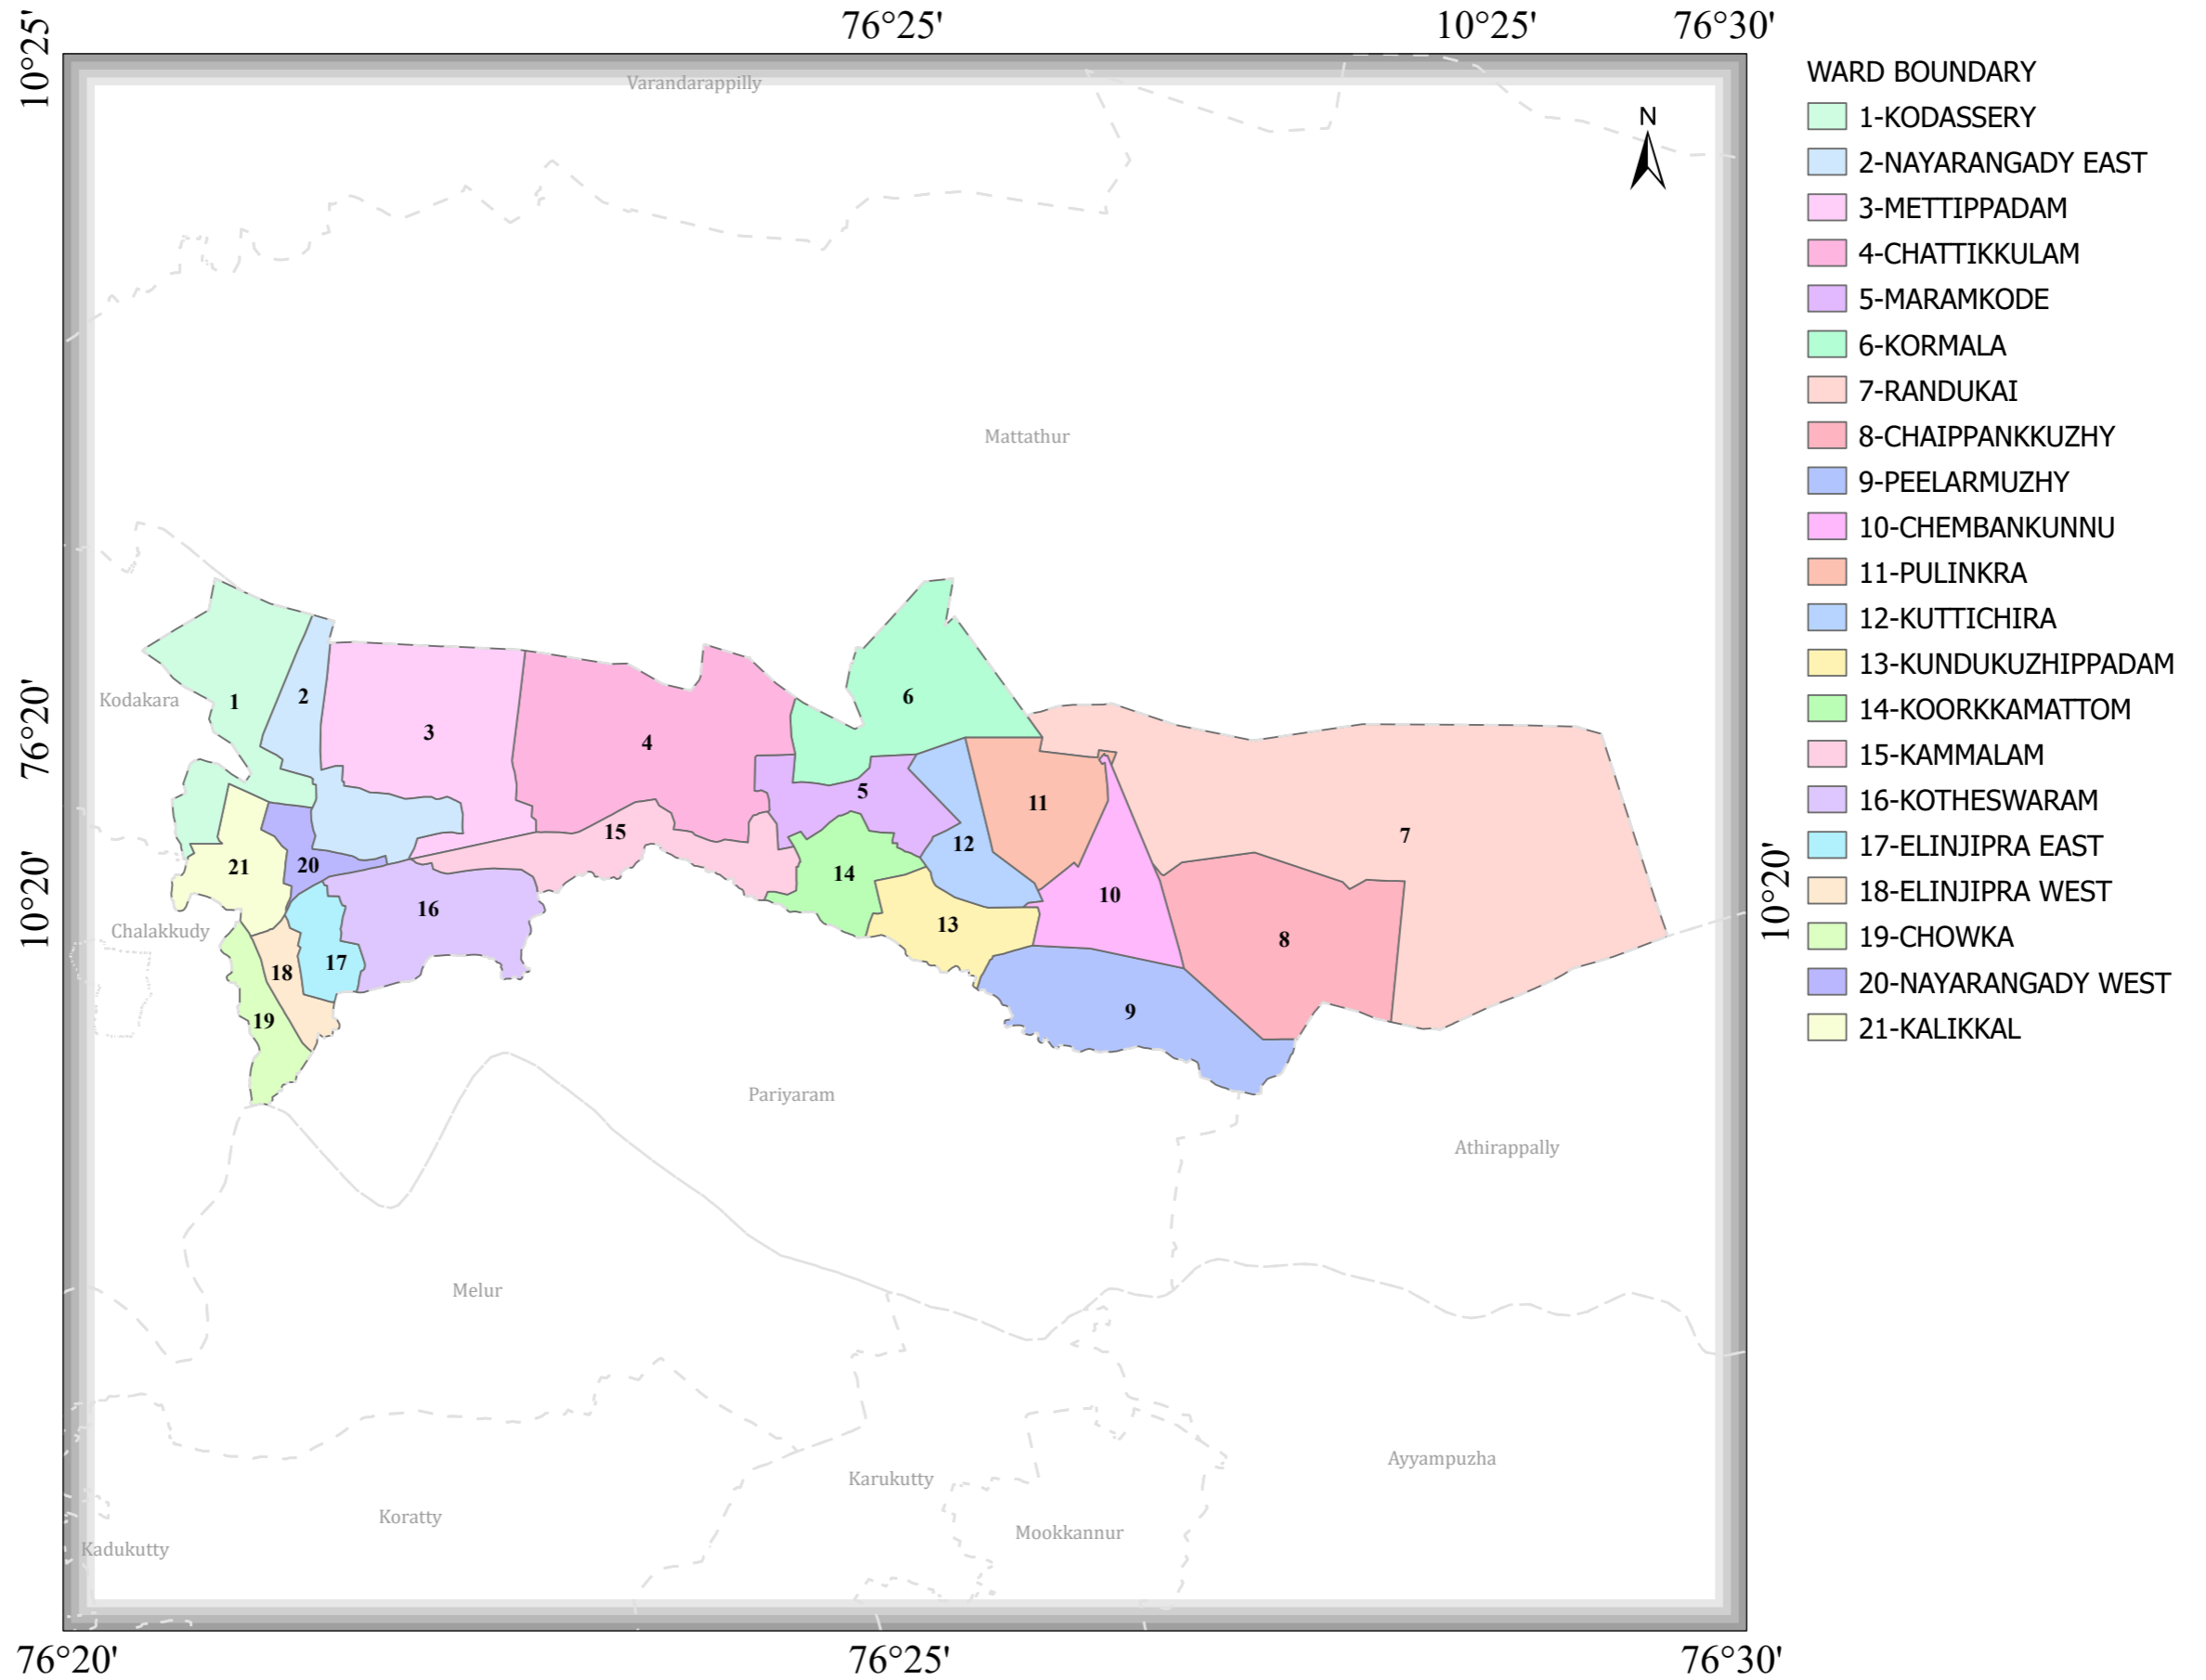 76°25' 10°25' 76°30'
10°25'
Varandarappilly
N
Mattathur
Kodakara
76°20'
10°20'
10°20'
Chalakkudy
1
2
3
4
5
6
7
8
9
10
11
12
13
14
15
16
17
18
19
20
21
Pariyaram
Athirappally
Melur
Karukutty
Ayyampuzha
Koratty
Mookkannur
Kadukutty
76°20' 76°25' 76°30'
WARD BOUNDARY
1-KODASSERY
2-NAYARANGADY EAST
3-METTIPPADAM
4-CHATTIKKULAM
5-MARAMKODE
6-KORMALA
7-RANDUKAI
8-CHAIPPANKKUZHY
9-PEELARMUZHY
10-CHEMBANKUNNU
11-PULINKRA
12-KUTTICHIRA
13-KUNDUKUZHIPPADAM
14-KOORKKAMATTOM
15-KAMMALAM
16-KOTHESWARAM
17-ELINJIPRA EAST
18-ELINJIPRA WEST
19-CHOWKA
20-NAYARANGADY WEST
21-KALIKKAL